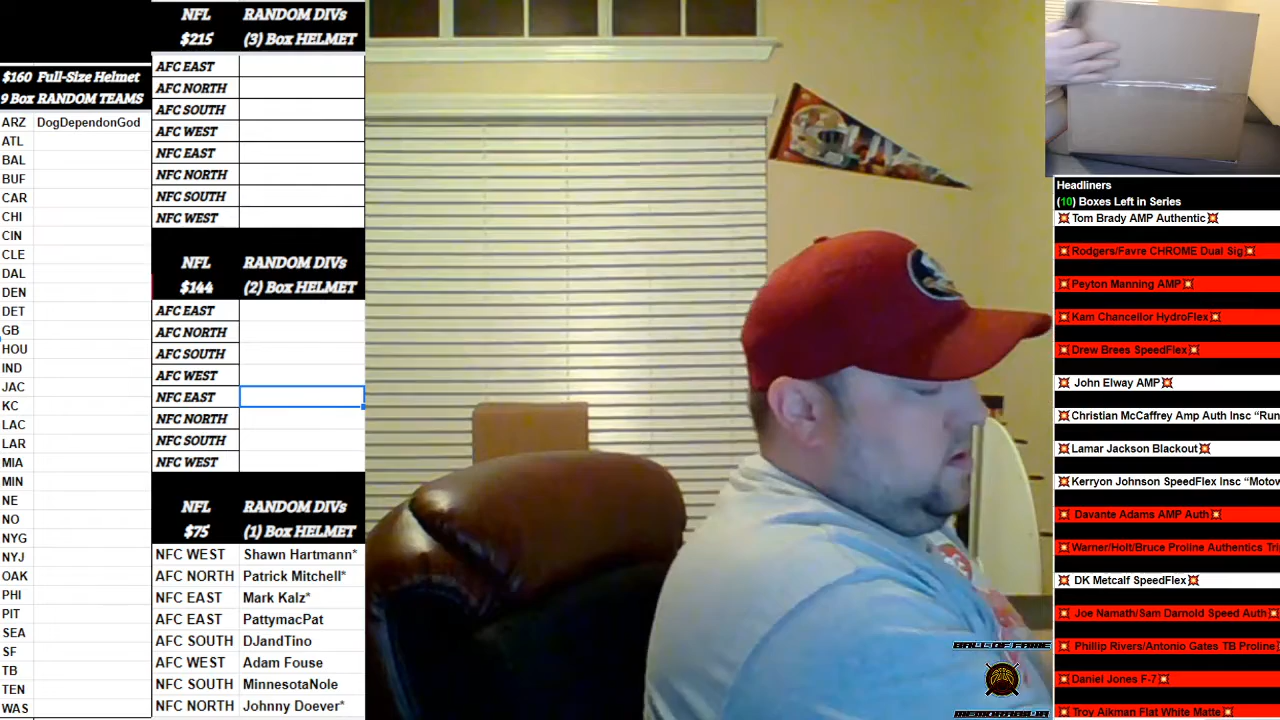 $160 Full-Size Helmet
9 Box RANDOM TEAMS
ARZ DogDependonGod
ATL
BAL
BUF
CAR
CHI
CIN
CLE
DAL
DEN
DET
GB
HOU
IND
JAC
KC
LAC
LAR
MIA
MIN
NE
NO
NYG
NYJ
OAK
PHI
PIT
SEA
SF
TB
TEN
WAS
NFL RANDOM DIVs
$215 (3) Box HELMET
AFC EAST
AFC NORTH
AFC SOUTH
AFC WEST
NFC EAST
NFC NORTH
NFC SOUTH
NFC WEST
NFL RANDOM DIVs
$144 (2) Box HELMET
AFC EAST
AFC NORTH
AFC SOUTH
AFC WEST
NFC EAST
NFC NORTH
NFC SOUTH
NFC WEST
NFL RANDOM DIVs
$75 (1) Box HELMET
NFC WEST Shawn Hartmann*
AFC NORTH Patrick Mitchell*
NFC EAST Mark Kalz*
AFC EAST PattymacPat
AFC SOUTH DJandTino
AFC WEST Adam Fouse
NFC SOUTH MinnesotaNole
NFC NORTH Johnny Doever*
Headliners
(10) Boxes Left in Series
💥Tom Brady AMP Authentic💥
💥Rodgers/Favre CHROME Dual Sig💥
💥Peyton Manning AMP💥
💥Kam Chancellor HydroFlex💥
💥Drew Brees SpeedFlex💥
💥 John Elway AMP💥
💥Christian McCaffrey Amp Auth Insc “Run
💥Lamar Jackson Blackout💥
💥Kerryon Johnson SpeedFlex Insc “Motow
💥 Davante Adams AMP Auth💥
💥Warner/Holt/Bruce Proline Authentics Tri
💥 DK Metcalf SpeedFlex💥
💥 Joe Namath/Sam Darnold Speed Auth💥
💥 Phillip Rivers/Antonio Gates TB Proline
💥Daniel Jones F-7💥
💥Troy Aikman Flat White Matte💥
BALL OF FAME
MEMORABILIA